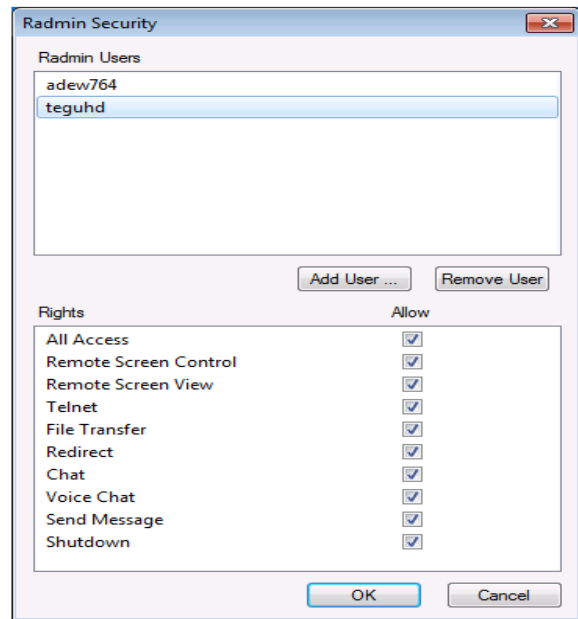 Radmin Security
Radmin Users
adew764
teguhd
Add User ... Remove User
Rights Allow
All Access
Remote Screen Control
Remote Screen View
Telnet
File Transfer
Redirect
Chat
Voice Chat
Send Message
Shutdown
OK Cancel